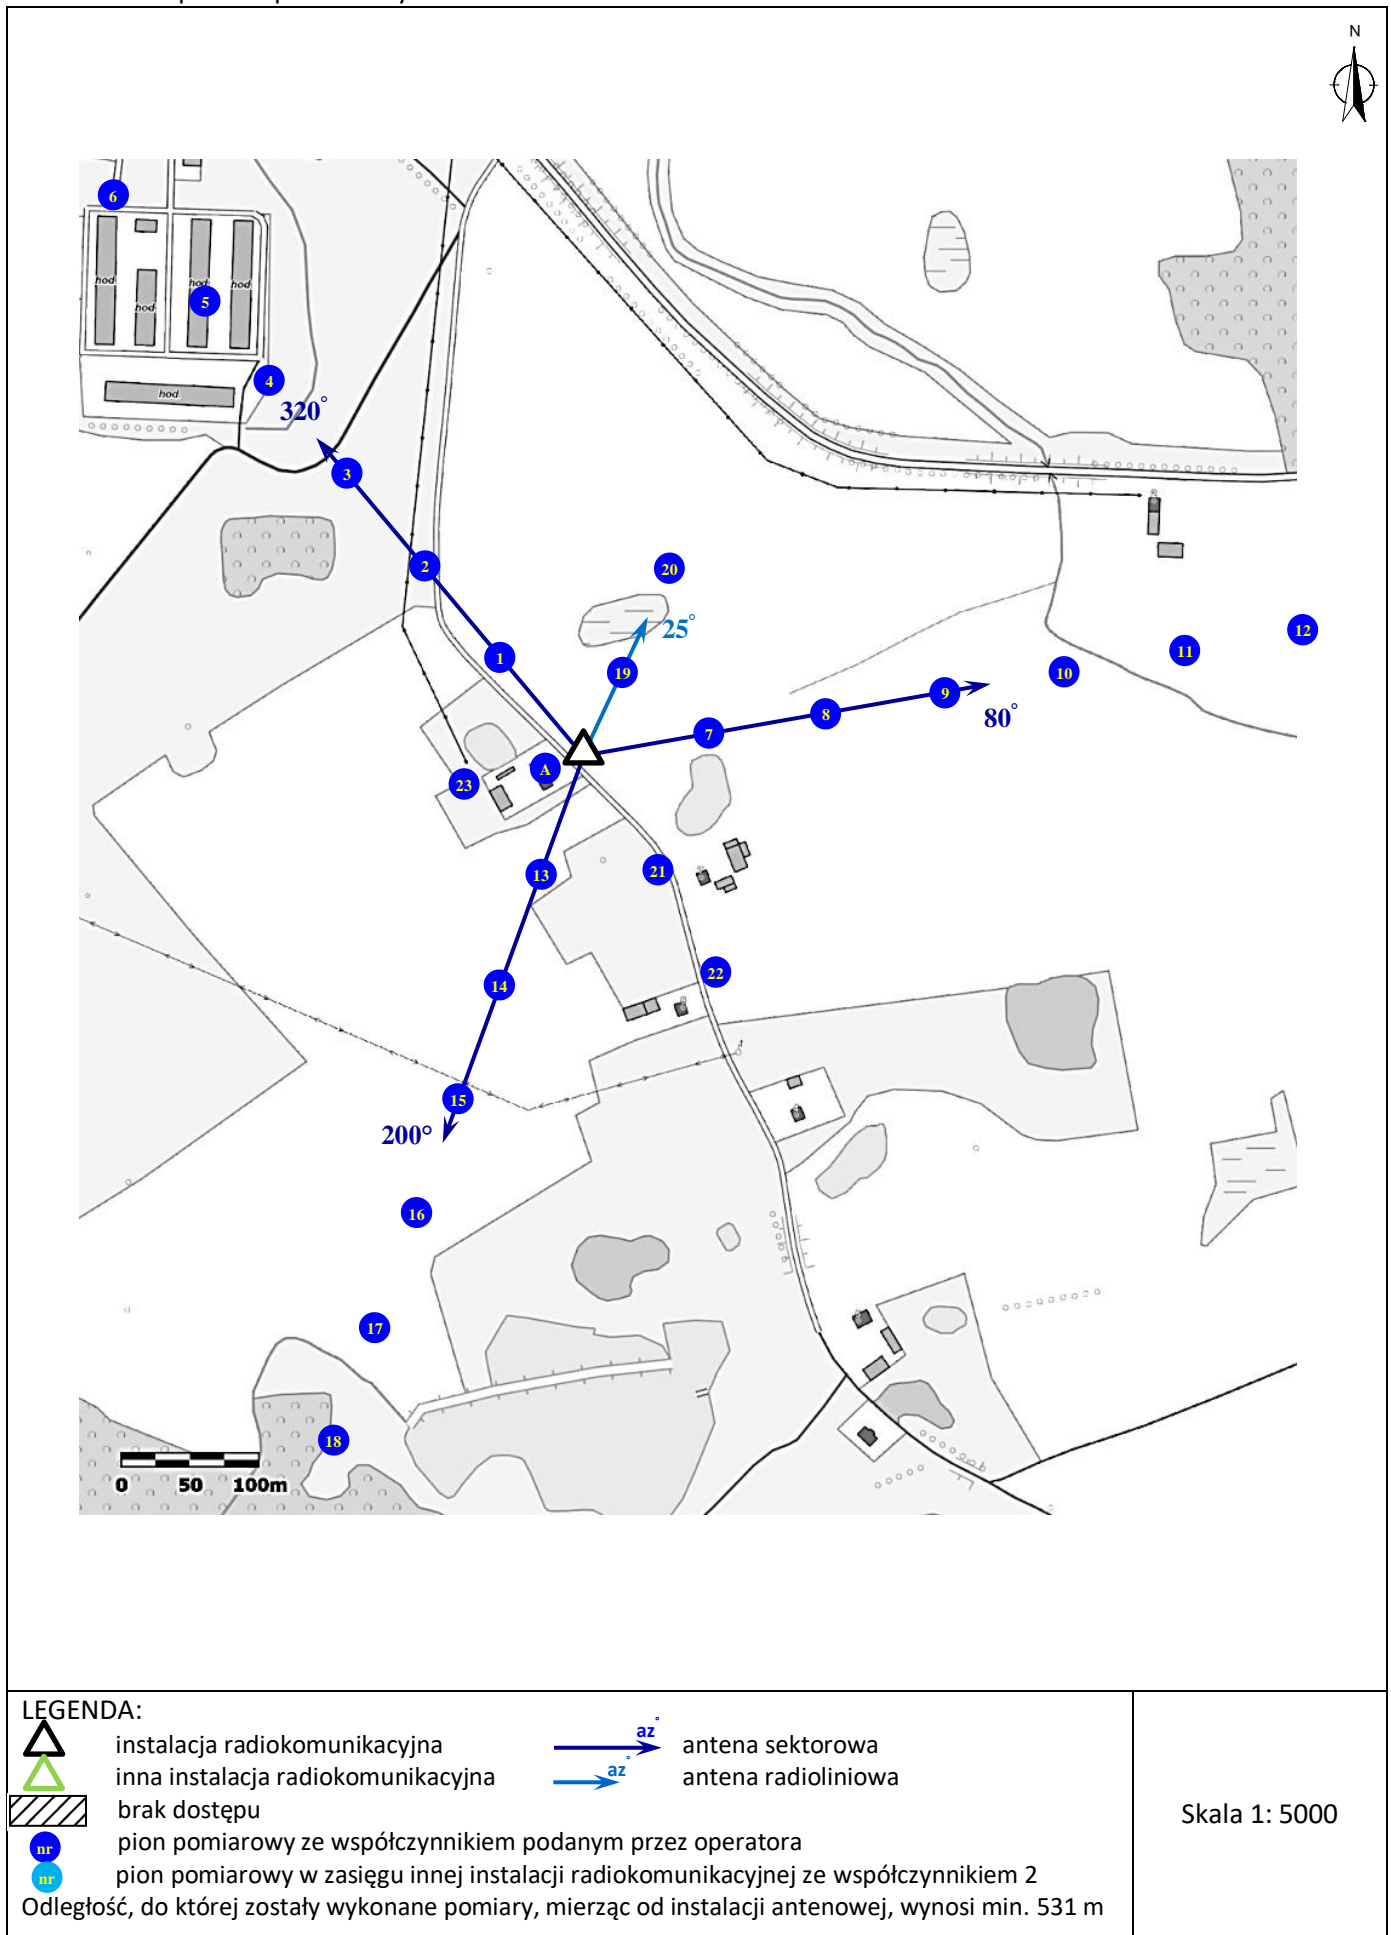 N
6
hod
hod
hod
hod
5
4
hod
320°
3
2
20
25°
1
19
12
11
10
9
80°
8
7
A
23
13
21
22
14
15
200°
16
17
18
0 50 100m
LEGENDA:
instalacja radiokomunikacyjna
az°
antena sektorowa
inna instalacja radiokomunikacyjna
az°
antena radioliniowa
brak dostępu
nr
pion pomiarowy ze współczynnikiem podanym przez operatora
nr
pion pomiarowy w zasięgu innej instalacji radiokomunikacyjnej ze współczynnikiem 2
Odległość, do której zostały wykonane pomiary, mierząc od instalacji antenowej, wynosi min. 531 m
Skala 1: 5000